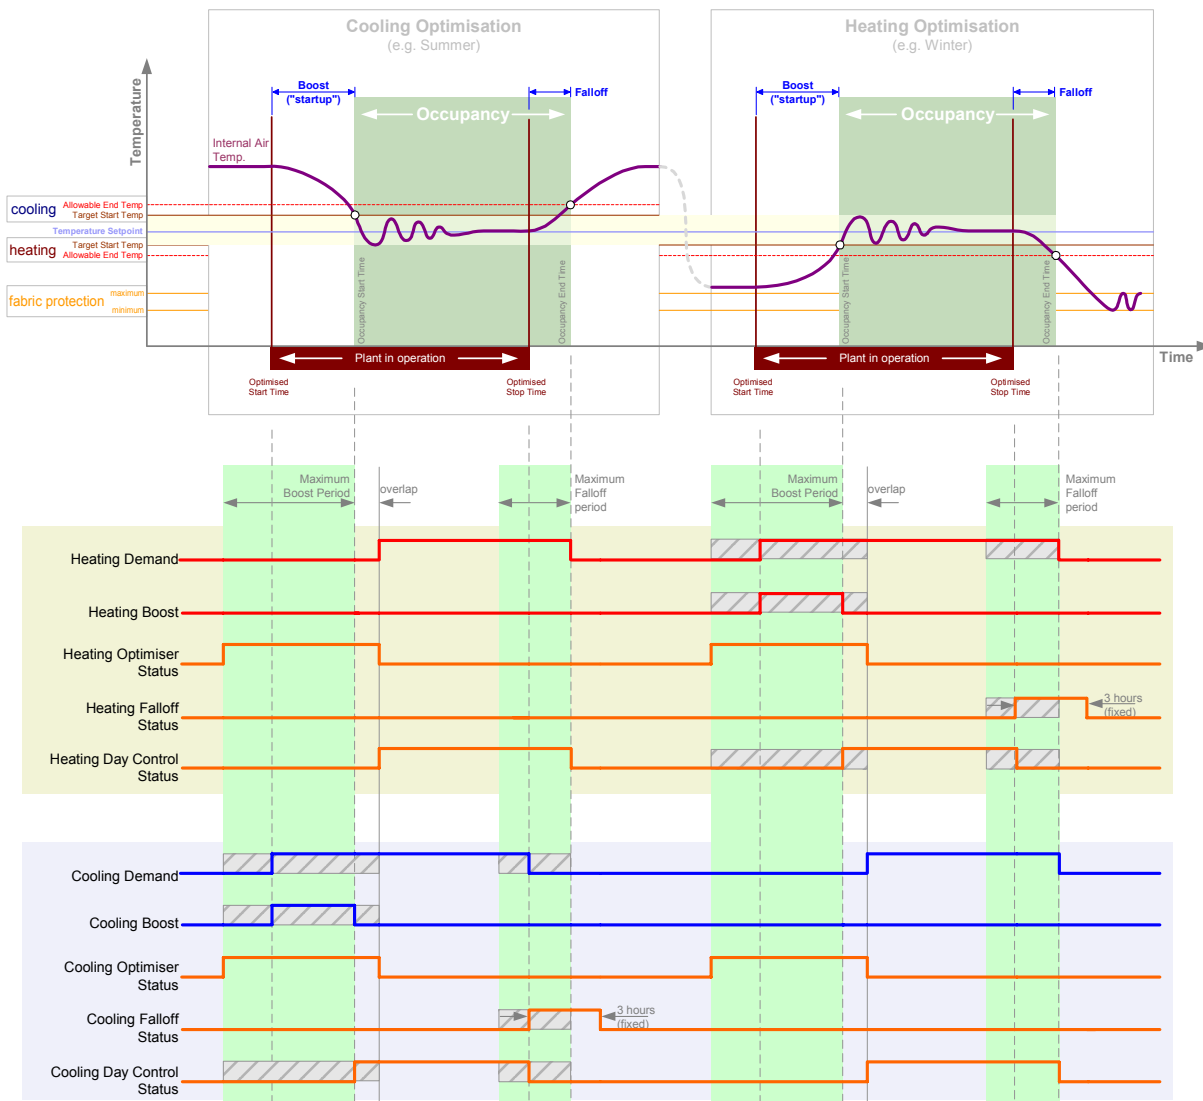 Cooling Optimisation
(e.g. Summer)
Heating Optimisation
(e.g. Winter)
Temperature
Boost
("startup")
Falloff
Boost
("startup")
Falloff
Occupancy
Occupancy
Internal Air
Temp.
cooling
Allowable End Temp
Target Start Temp
Temperature Setpoint
heating
Target Start Temp
Allowable End Temp
fabric protection
maximum
minimum
Occupancy Start Time
Occupancy End Time
Occupancy Start Time
Occupancy End Time
Plant in operation
Plant in operation
Time
Optimised
Start Time
Optimised
Stop Time
Optimised
Start Time
Optimised
Stop Time
Maximum
Boost Period
overlap
Maximum
Falloff
period
Maximum
Boost Period
overlap
Maximum
Falloff
period
Heating Demand
Heating Boost
Heating Optimiser
Status
Heating Falloff
Status
3 hours
(fixed)
Heating Day Control
Status
Cooling Demand
Cooling Boost
Cooling Optimiser
Status
Cooling Falloff
Status
3 hours
(fixed)
Cooling Day Control
Status